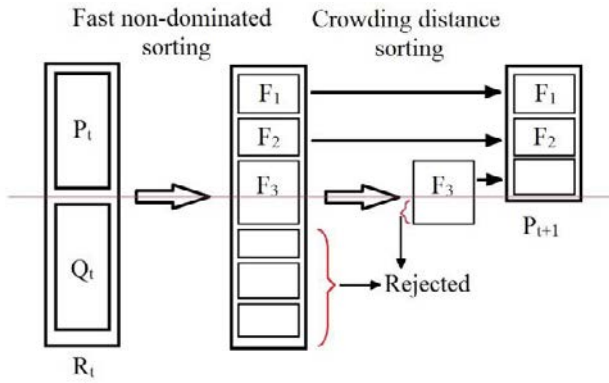 Fast non-dominated
sorting
Crowding distance
sorting
Pₜ
Qₜ
Rₜ
F₁
F₂
F₃
F₃
Rejected
F₁
F₂
Pₜ₊₁